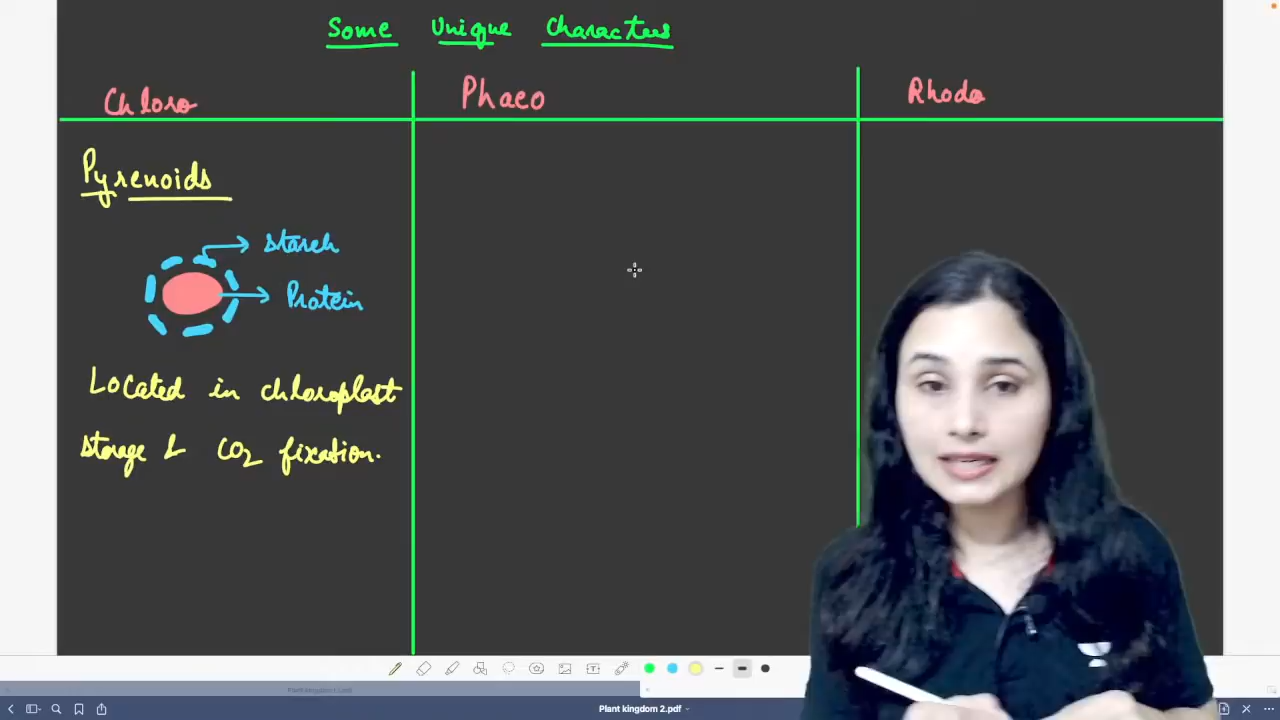 Some Unique Characters
Chloro
Phaeo
Rhodo
Pyrenoids
Starch
Protein
Located in chloroplast
Storage & CO2 fixation.
Plant kingdom 2.pdf